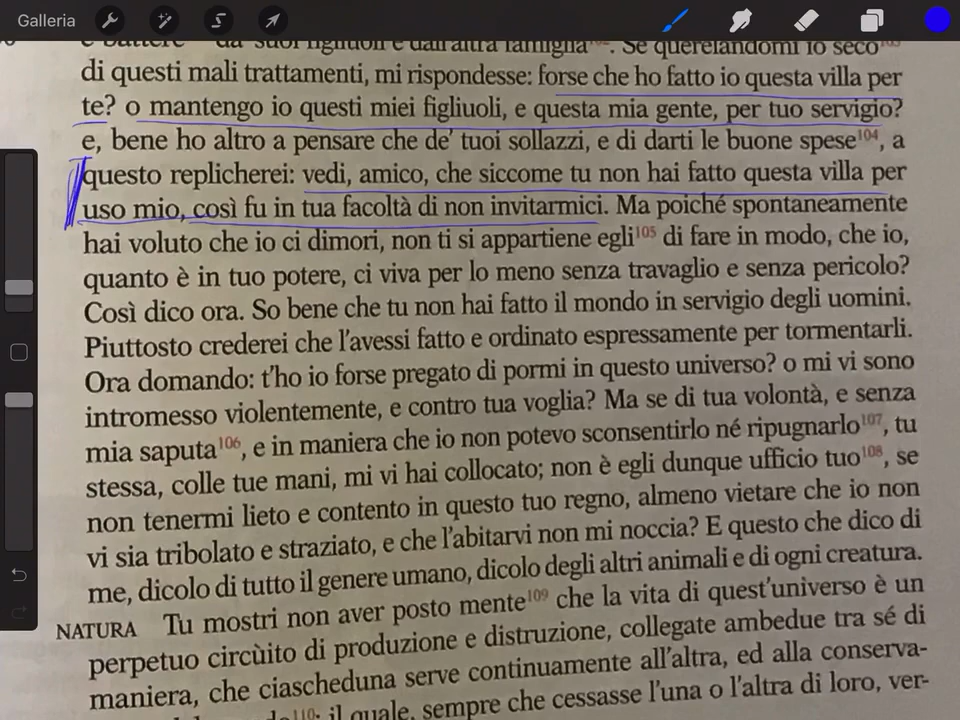 Galleria
e battere da' suoi figliuoli e dall'altra famiglia. Se querelandomi io seco
di questi mali trattamenti, mi rispondesse: forse che ho fatto io questa villa per
te? o mantengo io questi miei figliuoli, e questa mia gente, per tuo servigio?
e, bene ho altro a pensare che de' tuoi sollazzi, e di darti le buone spese104, a
questo replicherei: vedi, amico, che siccome tu non hai fatto questa villa per
uso mio, così fu in tua facoltà di non invitarmici. Ma poiché spontaneamente
hai voluto che io ci dimori, non ti si appartiene egli105 di fare in modo, che io,
quanto è in tuo potere, ci viva per lo meno senza travaglio e senza pericolo?
Così dico ora. So bene che tu non hai fatto il mondo in servigio degli uomini.
Piuttosto crederei che l'avessi fatto e ordinato espressamente per tormentarli.
Ora domando: t'ho io forse pregato di pormi in questo universo? o mi vi sono
intromesso violentemente, e contro tua voglia? Ma se di tua volontà, e senza
mia saputa106, e in maniera che io non potevo sconsentirlo né ripugnarlo107, tu
stessa, colle tue mani, mi vi hai collocato; non è egli dunque ufficio tuo108, se
non tenermi lieto e contento in questo tuo regno, almeno vietare che io non
vi sia tribolato e straziato, e che l'abitarvi non mi noccia? E questo che dico di
me, dicolo di tutto il genere umano, dicolo degli altri animali e di ogni creatura.
NATURA Tu mostri non aver posto mente109 che la vita di quest'universo è un
perpetuo circùito di produzione e distruzione, collegate ambedue tra sé di
maniera, che ciascheduna serve continuamente all'altra, ed alla conserva-
110; il quale, sempre che cessasse l'una o l'altra di loro, ver-